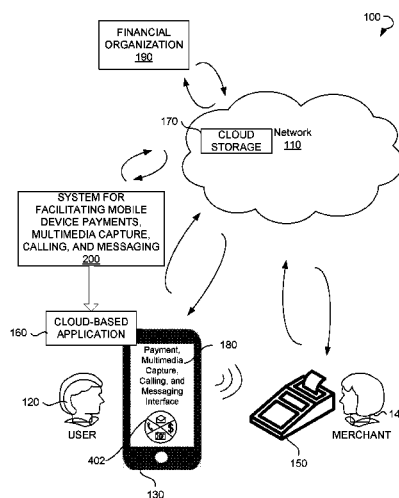 100
FINANCIAL
ORGANIZATION
190
170
CLOUD
STORAGE
Network
110
SYSTEM FOR
FACILITATING MOBILE
DEVICE PAYMENTS,
MULTIMEDIA CAPTURE,
CALLING, AND MESSAGING
200
160
CLOUD-BASED
APPLICATION
Payment,
Multimedia
Capture,
Calling, and
Messaging
Interface
180
120
USER
$
402
130
150
MERCHANT